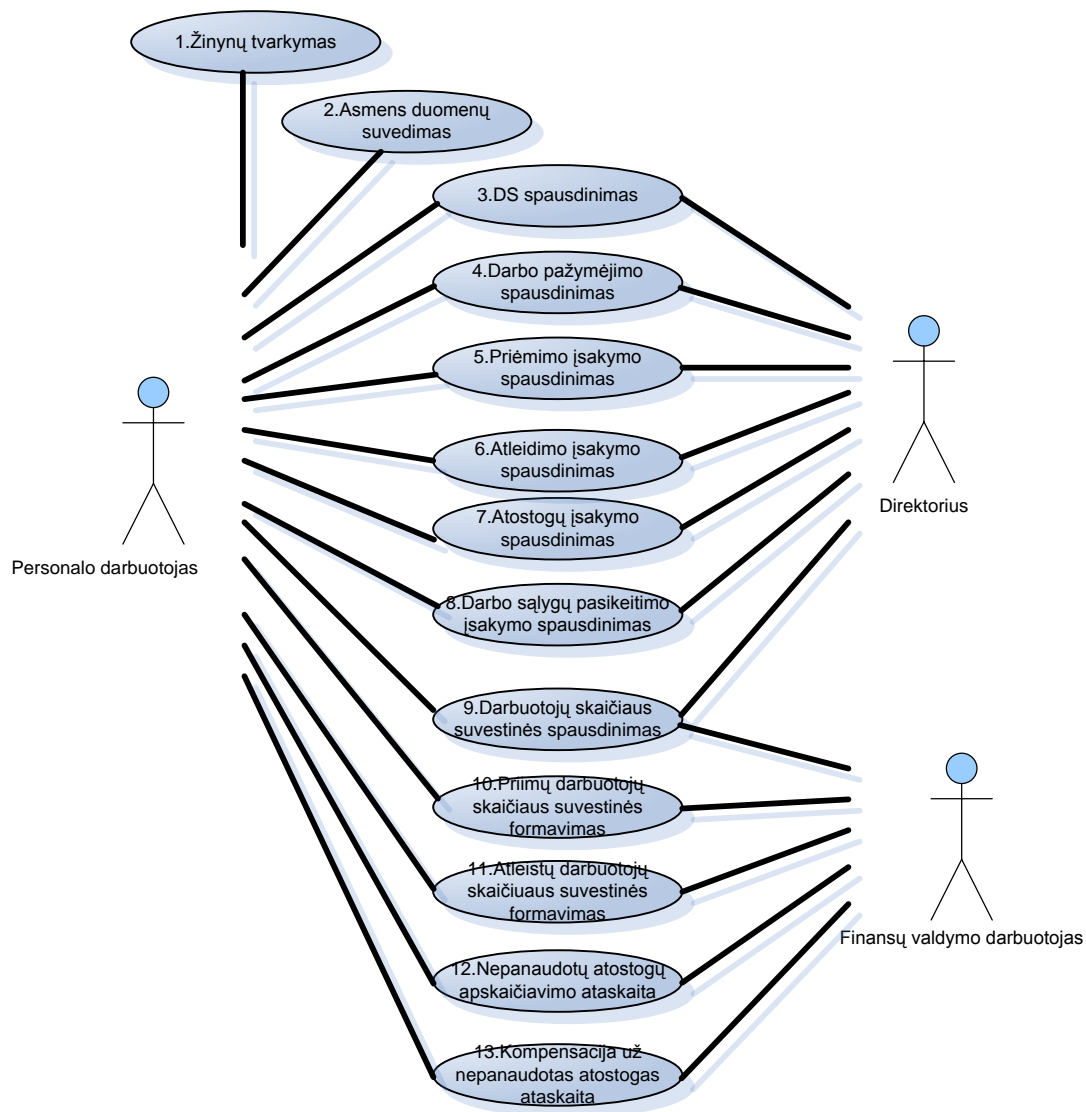 1.Žinynų tvarkymas
2.Asmens duomenų
suvedimas
3.DS spausdinimas
4.Darbo pažymėjimo
spausdinimas
5.Priėmimo įsakymo
spausdinimas
6.Atleidimo įsakymo
spausdinimas
7.Atostogų įsakymo
spausdinimas
8.Darbo sąlygų pasikeitimo
įsakymo spausdinimas
9.Darbuotojų skaičiaus
suvestinės spausdinimas
10.Priimų darbuotojų
skaičiaus suvestinės
formavimas
11.Atleistų darbuotojų
skaičiuaus suvestinės
formavimas
12.Nepanaudotų atostogų
apskaičiavimo ataskaita
13.Kompensacija už
nepanaudotas atostogas
ataskaita
Personalo darbuotojas
Direktorius
Finansų valdymo darbuotojas